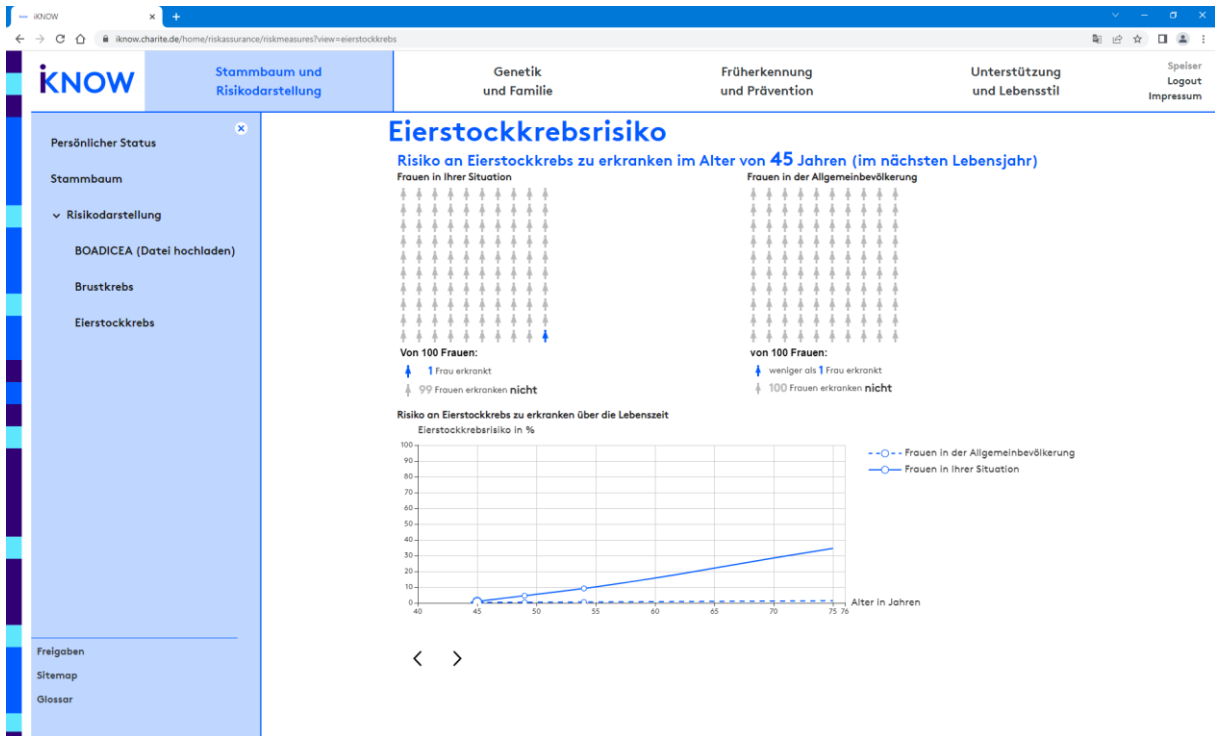 iKNOW
iknow.charite.de/home/riskassurance/riskmeasures?view=eierstockkrebs
iKNOW
Stammbaum und
Risikodarstellung
Genetik
und Familie
Früherkennung
und Prävention
Unterstützung
und Lebensstil
Speiser
Logout
Impressum
Persönlicher Status
Stammbaum
Risikodarstellung
BOADICEA (Datei hochladen)
Brustkrebs
Eierstockkrebs
Freigaben
Sitemap
Glossar
Eierstockkrebsrisiko
Risiko an Eierstockkrebs zu erkranken im Alter von 45 Jahren (im nächsten Lebensjahr)
Frauen in Ihrer Situation
Von 100 Frauen:
1 Frau erkrankt
99 Frauen erkranken nicht
Frauen in der Allgemeinbevölkerung
von 100 Frauen:
weniger als 1 Frau erkrankt
100 Frauen erkranken nicht
Risiko an Eierstockkrebs zu erkranken über die Lebenszeit
Eierstockkrebsrisiko in %
100
90
80
70
60
50
40
30
20
10
0
40 45 50 55 60 65 70 75 76
Alter in Jahren
Frauen in der Allgemeinbevölkerung
Frauen in Ihrer Situation